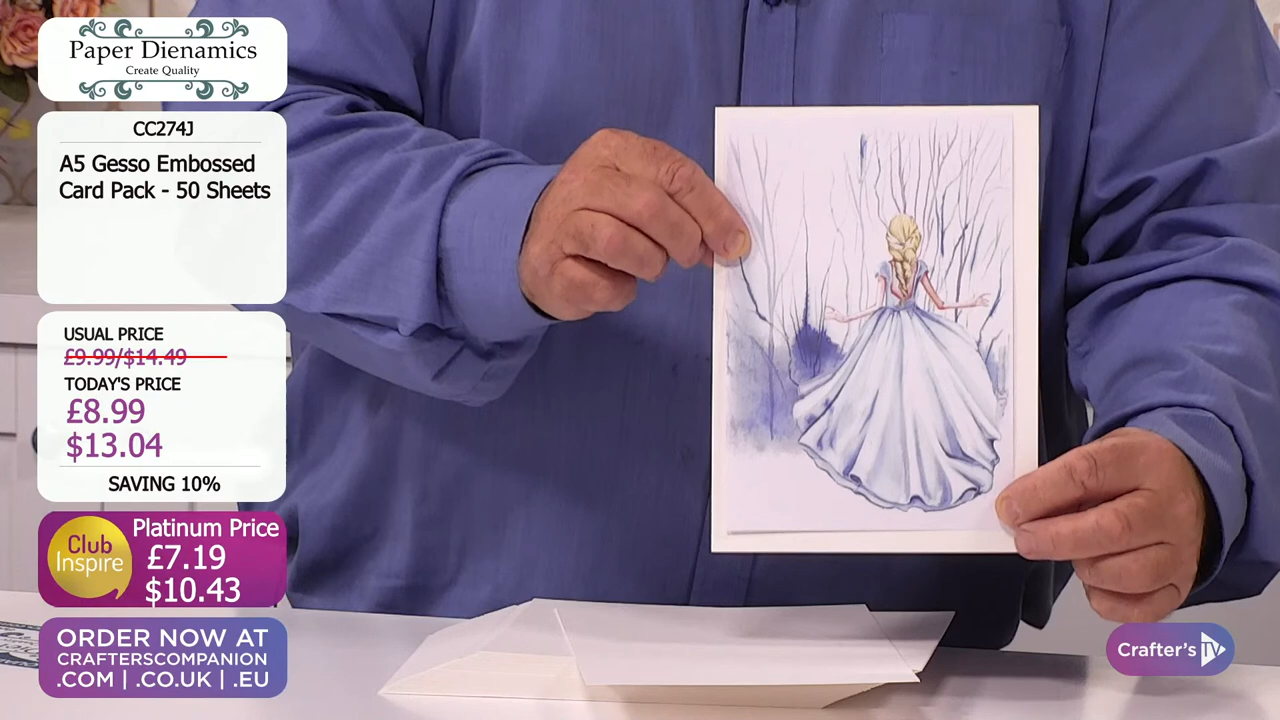 Paper Dienamics
Create Quality
CC274J
A5 Gesso Embossed
Card Pack - 50 Sheets
USUAL PRICE
£9.99/$14.49
TODAY'S PRICE
£8.99
$13.04
SAVING 10%
Club
Inspire
Platinum Price
£7.19
$10.43
ORDER NOW AT
CRAFTERSCOMPANION
.COM | .CO.UK | .EU
Crafter's TV